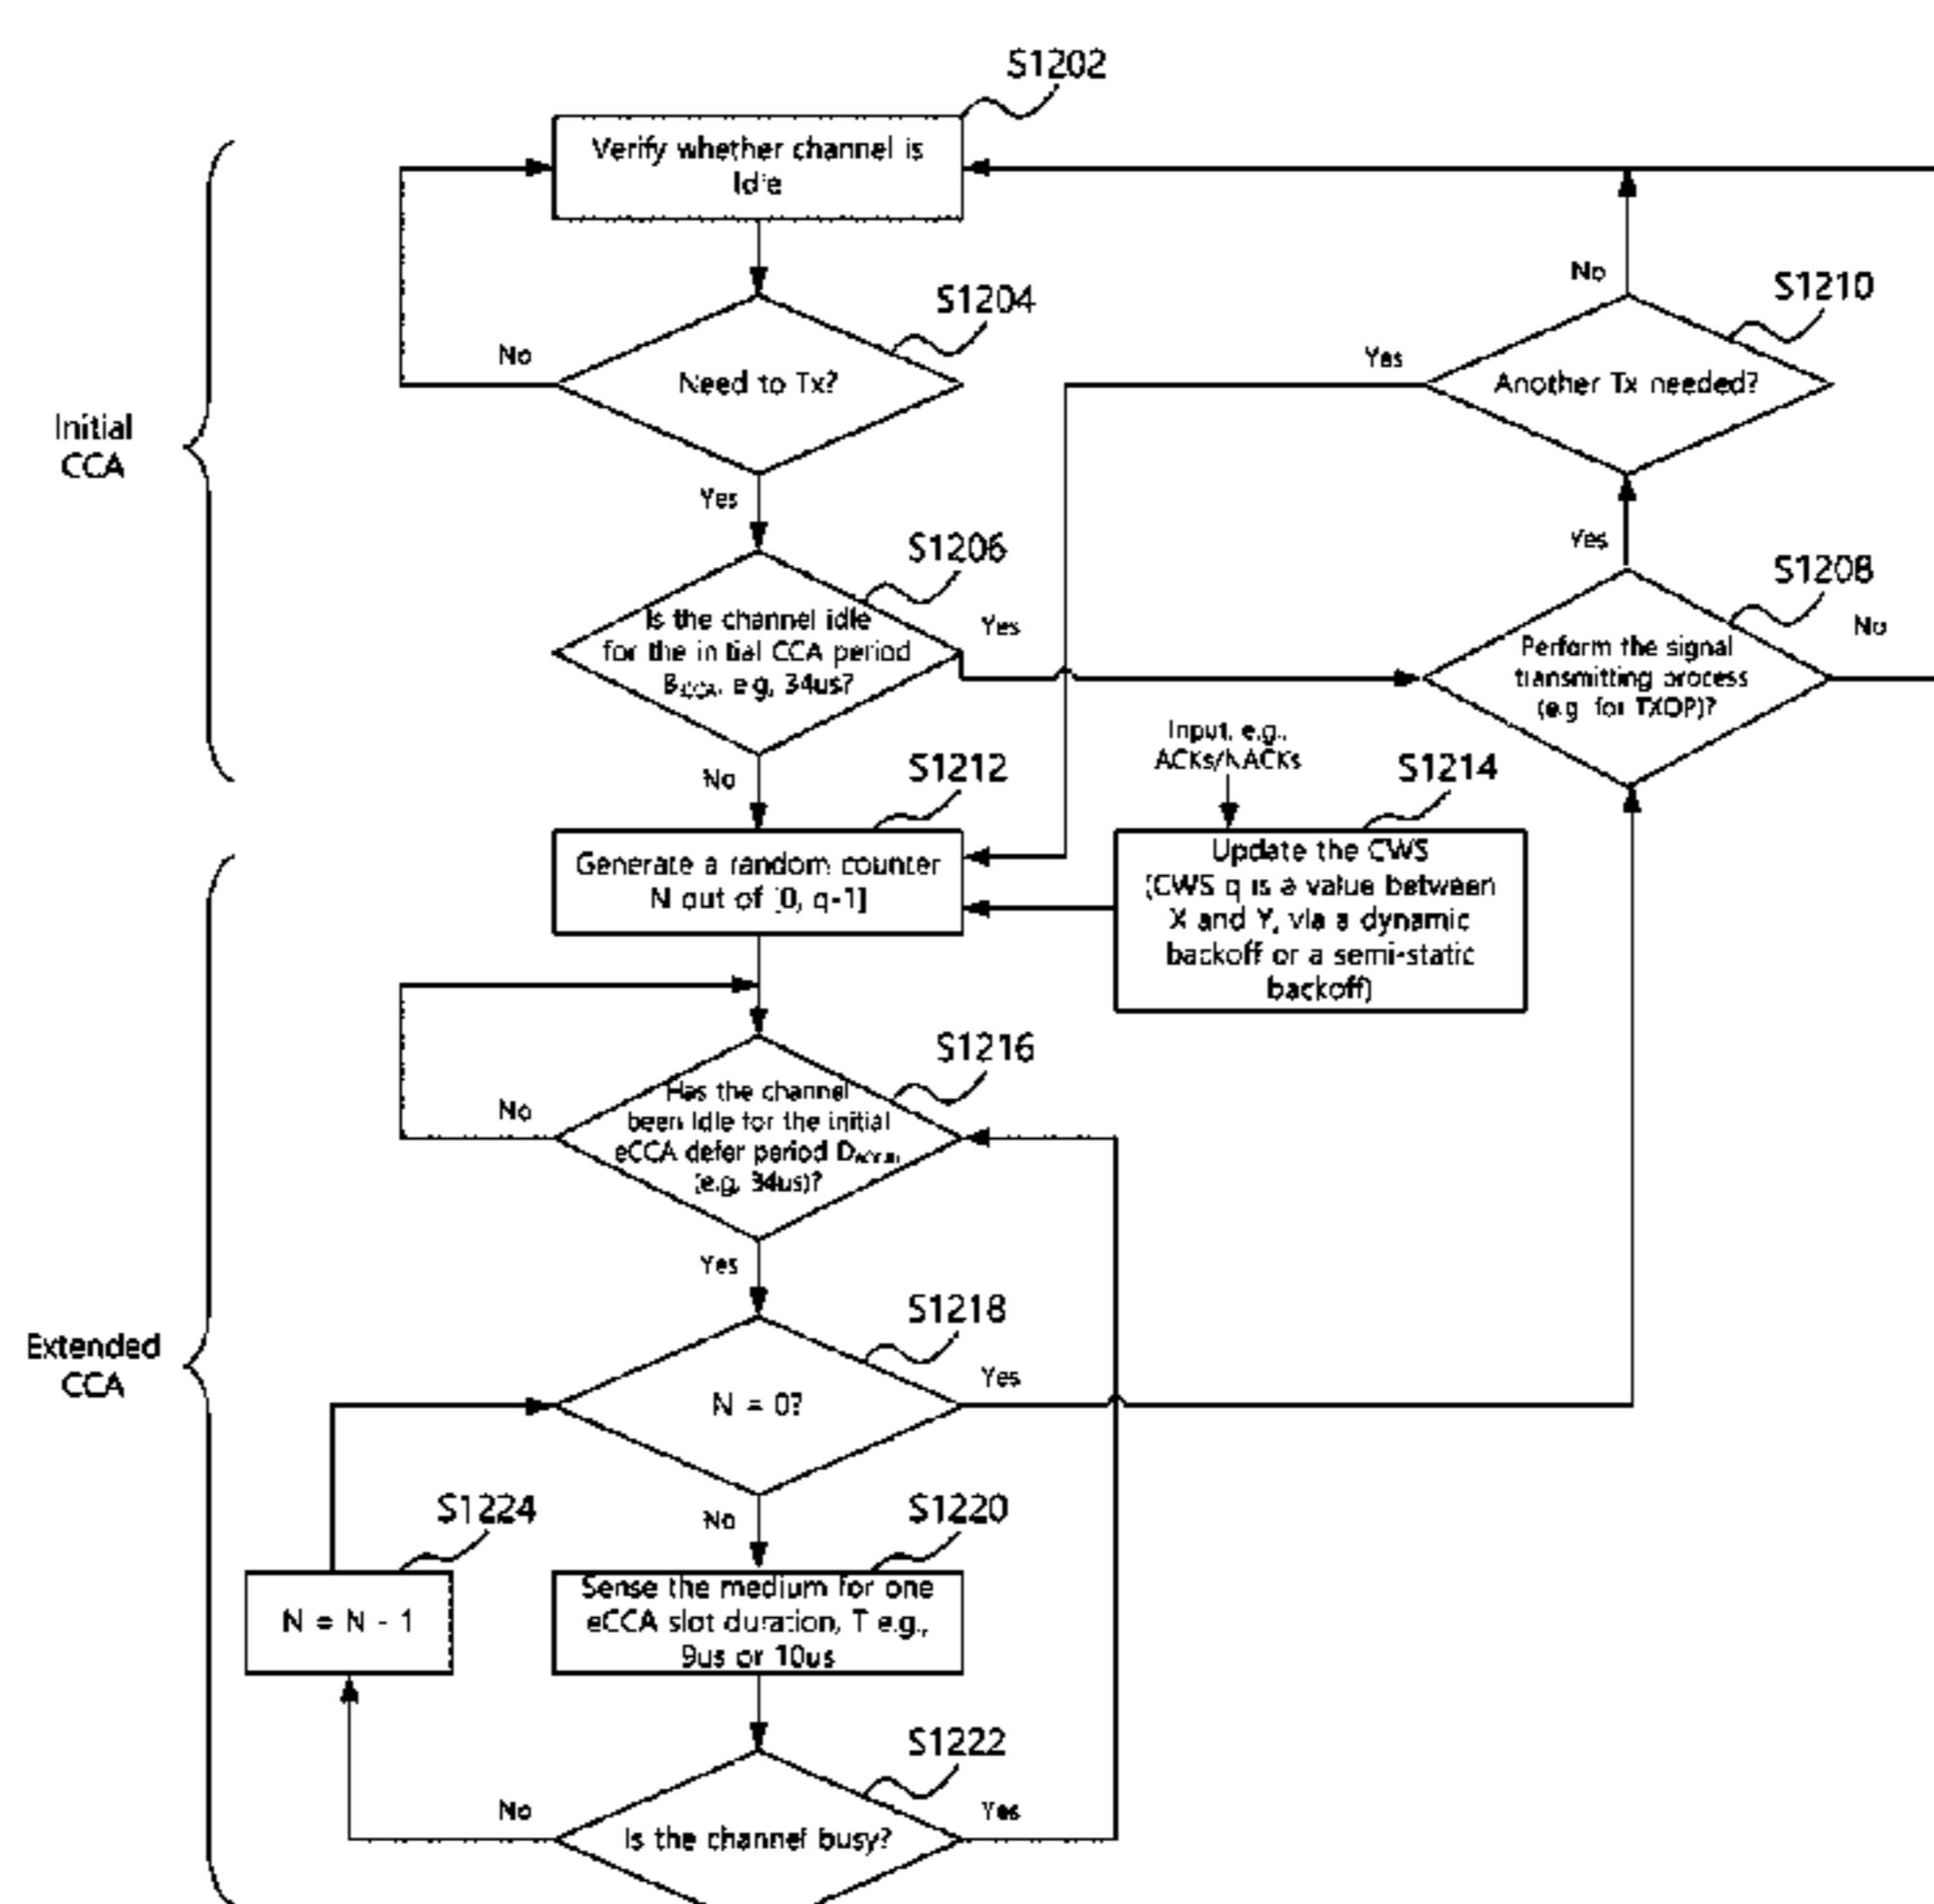 S1202
Verify whether channel is
Idle
S1204
No
Need to Tx?
Yes
Initial
CCA
S1206
Is the channel idle
for the initial CCA period
e.g, 34us?
Yes
No
S1210
No
Yes
Another Tx needed?
Yes
S1208
No
Perform the signal
transmitting process
(e.g. for TXOP)?
S1212
Generate a random counter
N out of [0, q-1]
Input, e.g.,
ACKs/NACKs
S1214
Update the CWS
(CWS q is a value between
X and Y, via a dynamic
backoff or a semi-static
backoff)
S1216
No
Has the channel
been idle for the initial
eCCA defer period
(e.g, 34us)?
Yes
Extended
CCA
S1218
N = 0?
Yes
No
S1224
N = N - 1
S1220
Sense the medium for one
eCCA slot duration, T e.g.,
9us or 10us
S1222
No
Is the channel busy?
Yes